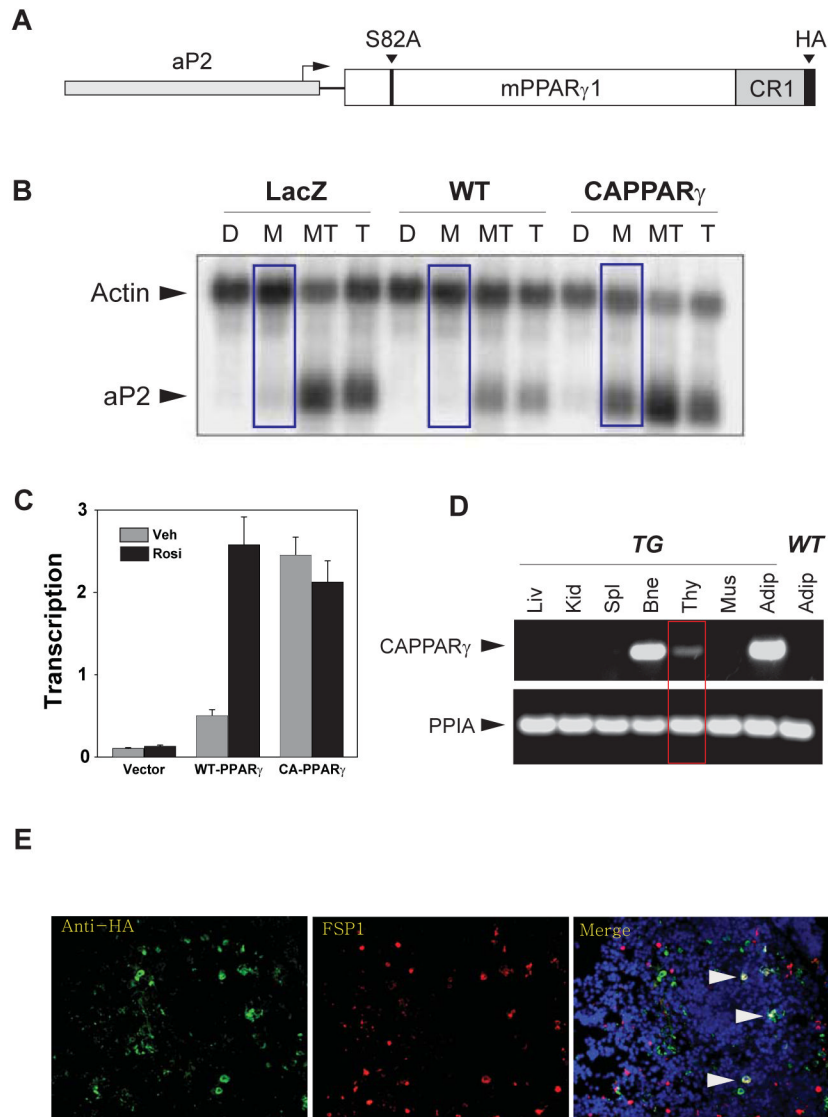 A
S82A HA
aP2
mPPARγ1 CR1
B
LacZ WT CAPPARγ
D M MT T D M MT T D M MT T
Actin
aP2
C
3
Veh
Rosi
2
Transcription
1
0
Vector WT-PPARγ CA-PPARγ
D
TG WT
Liv Kid Spl Bne Thy Mus Adip Adip
CAPPARγ
PPIA
E
Anti-HA FSP1 Merge